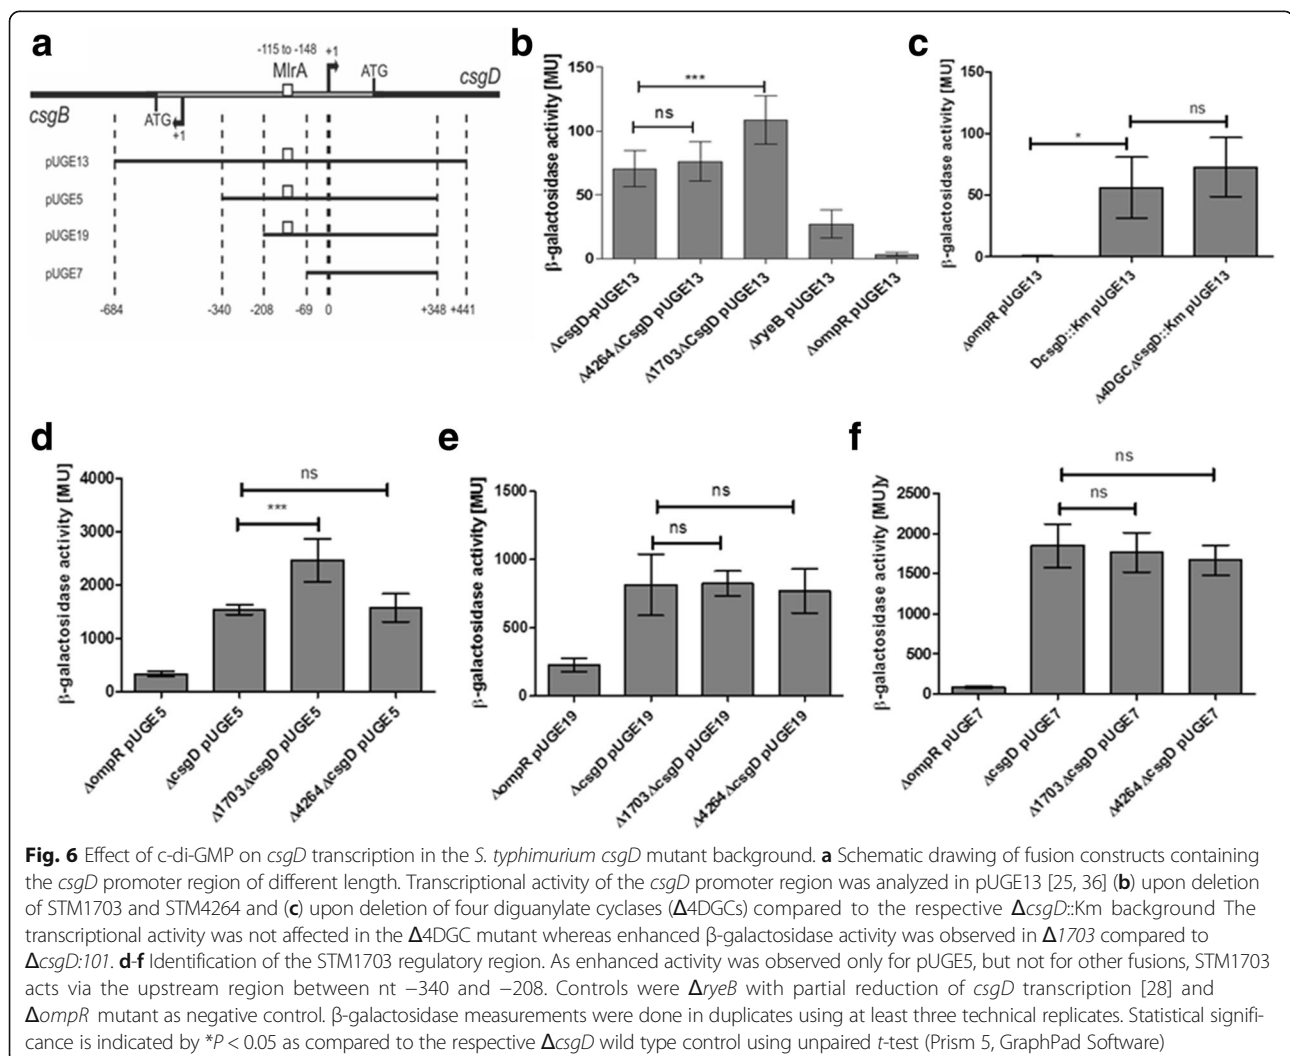 a
-115 to -148
+1
MlrA
ATG
csgD
csgB
ATG
+1
pUGE13
pUGE5
pUGE19
pUGE7
-684
-340
-208
-69
0
+348
+441
b
β-galactosidase activity [MU]
150
100
50
0
***
ns
ΔcsgD-pUGE13
Δ4264ΔCsgD pUGE13
Δ1703ΔCsgD pUGE13
ΔryeB pUGE13
ΔompR pUGE13
c
β-galactosidase activity [MU]
150
100
50
0
*
ns
ΔompR pUGE13
DcsgD::Km pUGE13
Δ4DGCΔcsgD::Km pUGE13
d
β-galactosidase activity [MU]
4000
3000
2000
1000
0
ns
***
ΔompR pUGE5
ΔcsgD pUGE5
Δ1703ΔcsgD pUGE5
Δ4264ΔcsgD pUGE5
e
β-galactosidase activity [MU]
1500
1000
500
0
ns
ns
ΔompR pUGE19
ΔcsgD pUGE19
Δ1703ΔcsgD pUGE19
Δ4264ΔcsgD pUGE19
f
β-galactosidase activity [MU]y
2500
2000
1500
1000
500
0
ns
ns
ΔompR pUGE7
ΔcsgD pUGE7
Δ1703ΔcsgD pUGE7
Δ4264ΔcsgD pUGE7
Fig. 6 Effect of c-di-GMP on csgD transcription in the S. typhimurium csgD mutant background. a Schematic drawing of fusion constructs containing
the csgD promoter region of different length. Transcriptional activity of the csgD promoter region was analyzed in pUGE13 [25, 36] (b) upon deletion
of STM1703 and STM4264 and (c) upon deletion of four diguanylate cyclases (Δ4DGCs) compared to the respective ΔcsgD::Km background The
transcriptional activity was not affected in the Δ4DGC mutant whereas enhanced β-galactosidase activity was observed in Δ1703 compared to
ΔcsgD:101. d-f Identification of the STM1703 regulatory region. As enhanced activity was observed only for pUGE5, but not for other fusions, STM1703
acts via the upstream region between nt −340 and −208. Controls were ΔryeB with partial reduction of csgD transcription [28] and
ΔompR mutant as negative control. β-galactosidase measurements were done in duplicates using at least three technical replicates. Statistical signifi-
cance is indicated by *P < 0.05 as compared to the respective ΔcsgD wild type control using unpaired t-test (Prism 5, GraphPad Software)